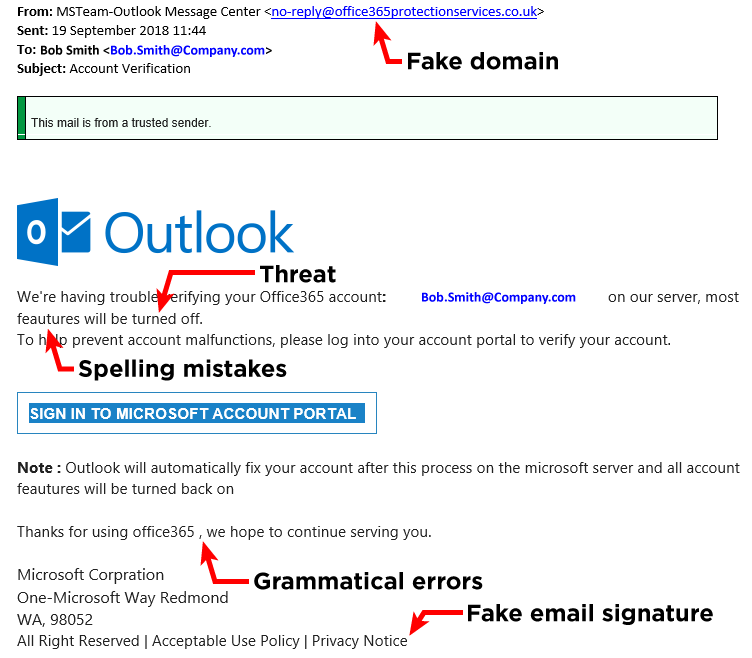 From: MSTeam-Outlook Message Center <no-reply@office365protectionservices.co.uk>
Sent: 19 September 2018 11:44
To: Bob Smith <Bob.Smith@Company.com>
Subject: Account Verification
Fake domain
This mail is from a trusted sender.
Outlook
Threat
We're having trouble verifying your Office365 account: Bob.Smith@Company.com on our server, most
feautures will be turned off.
To help prevent account malfunctions, please log into your account portal to verify your account.
Spelling mistakes
SIGN IN TO MICROSOFT ACCOUNT PORTAL
Note : Outlook will automatically fix your account after this process on the microsoft server and all account
feautures will be turned back on
Thanks for using office365 , we hope to continue serving you.
Microsoft Corpration
Grammatical errors
One-Microsoft Way Redmond
WA, 98052
Fake email signature
All Right Reserved | Acceptable Use Policy | Privacy Notice